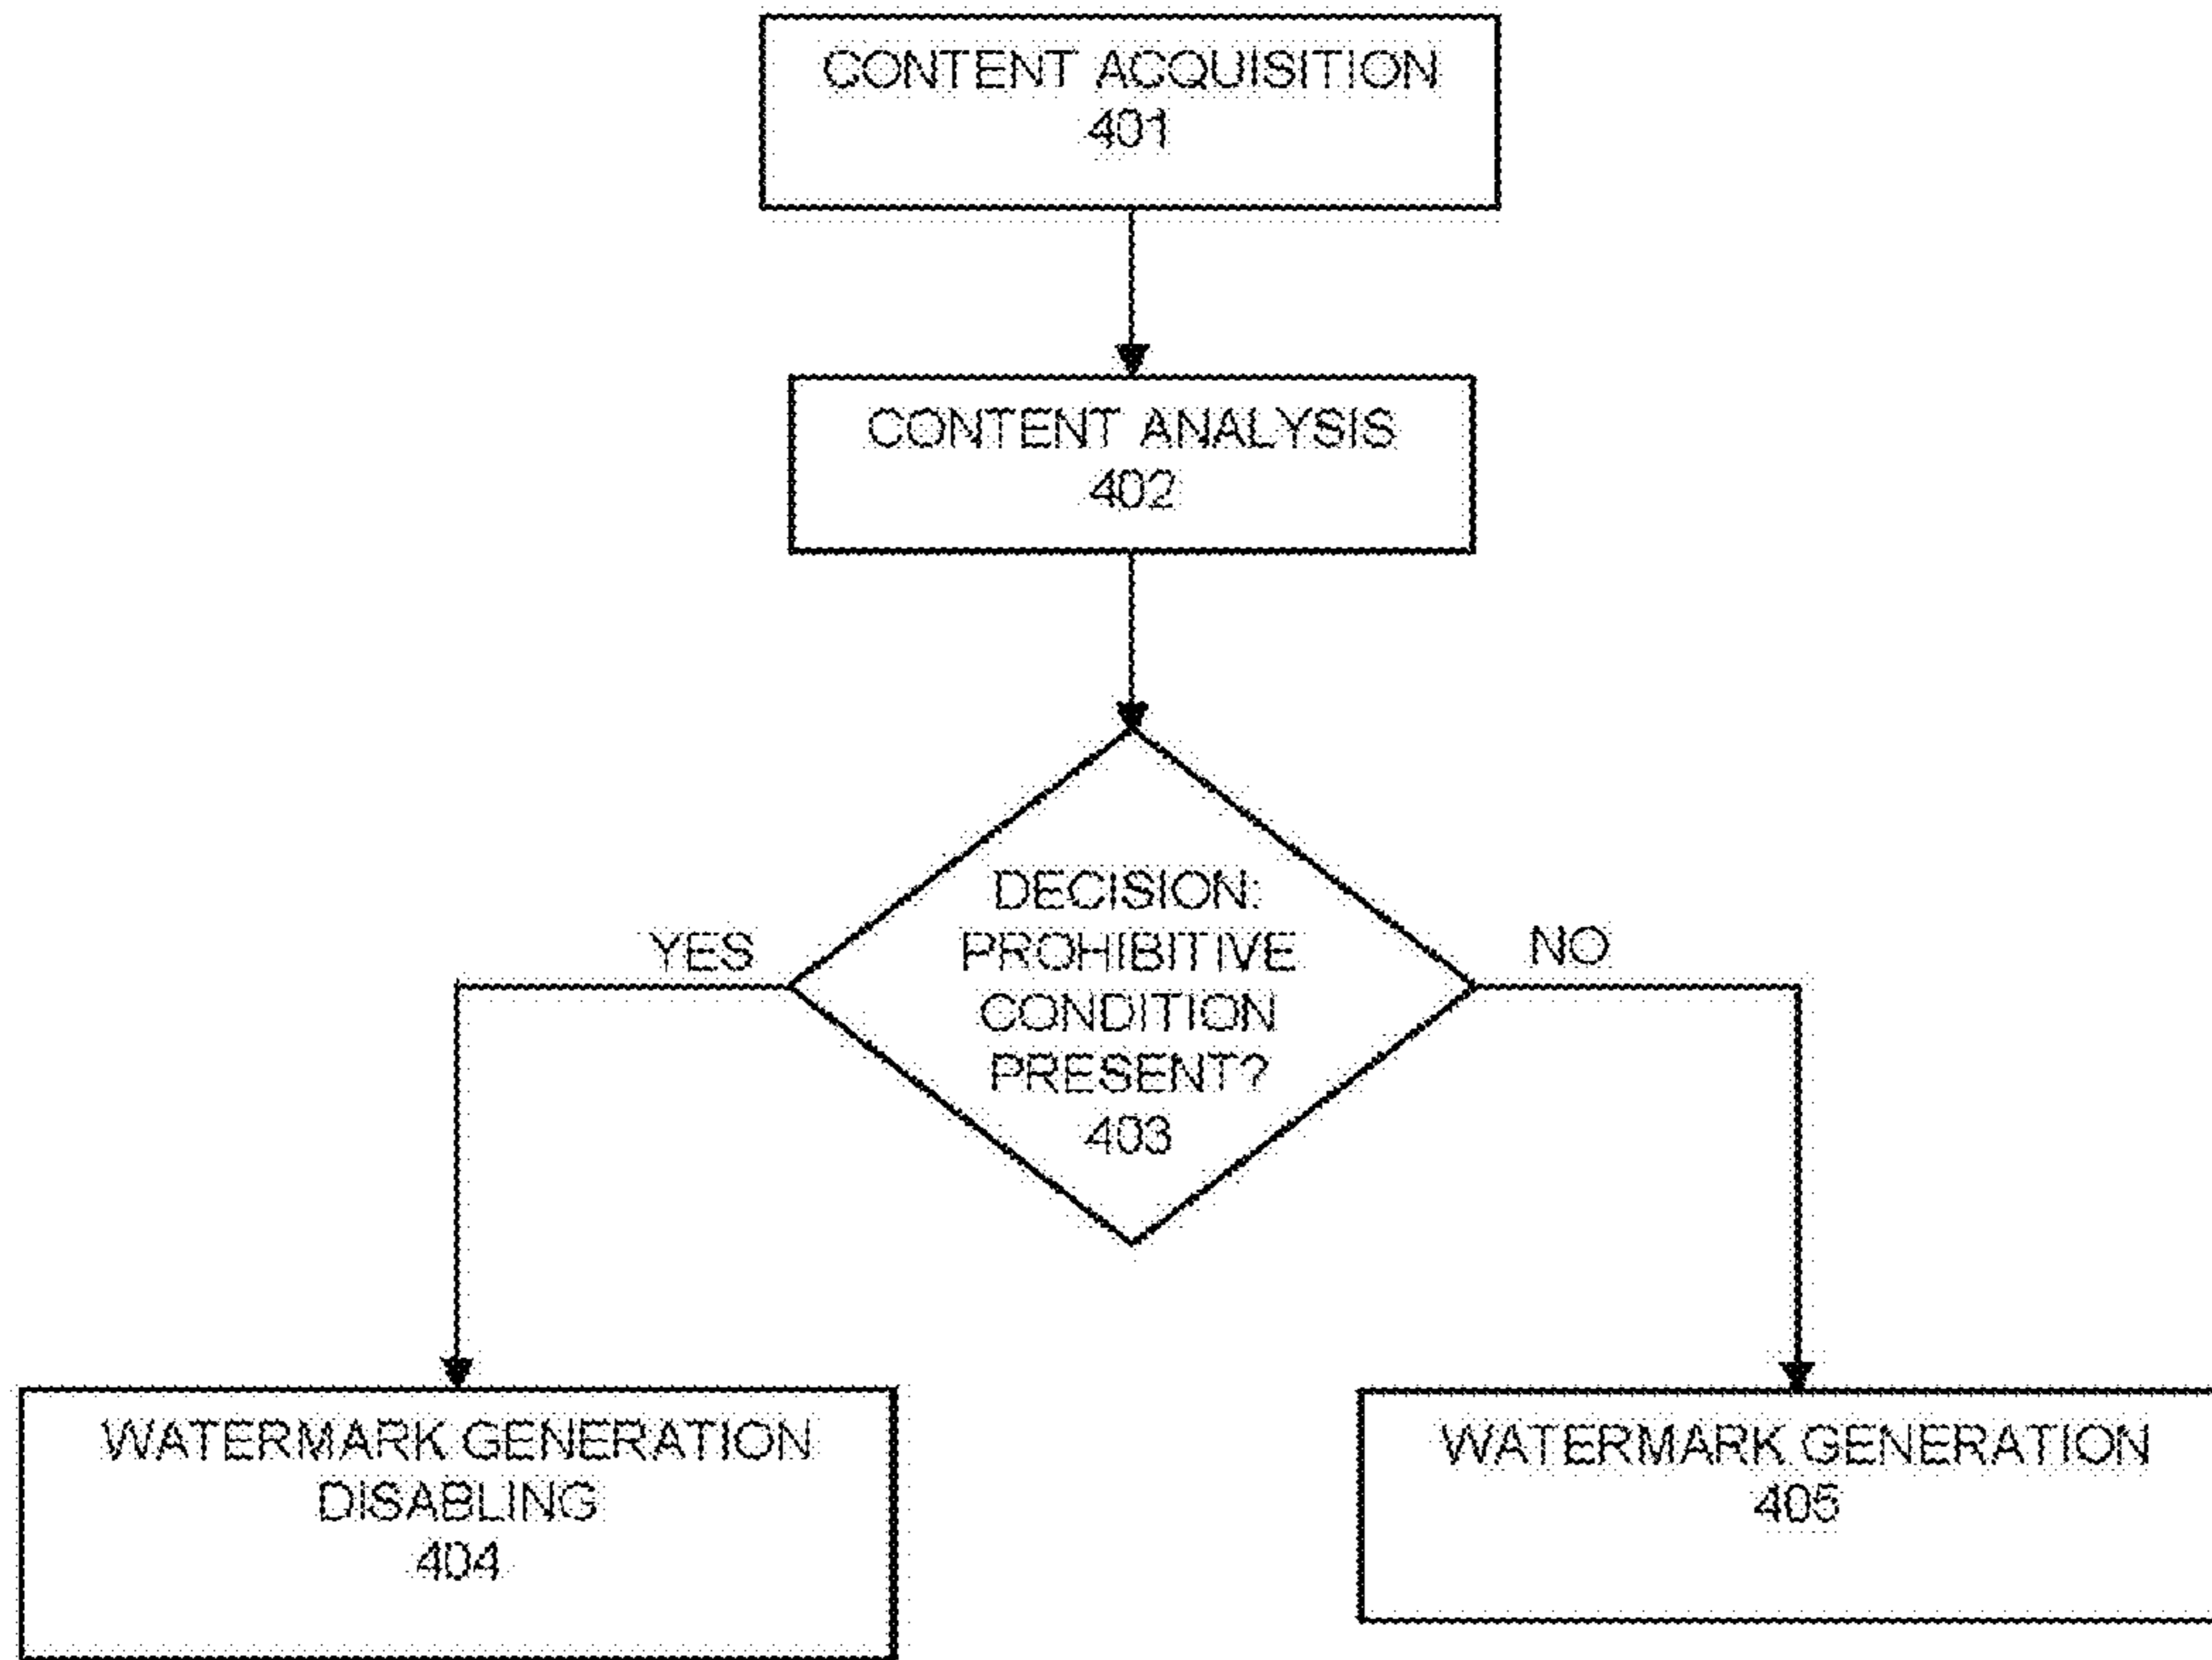 CONTENT ACQUISITION
401
CONTENT ANALYSIS
402
DECISION:
PROHIBITIVE
CONDITION
PRESENT?
403
YES
NO
WATERMARK GENERATION
DISABLING
404
WATERMARK GENERATION
405